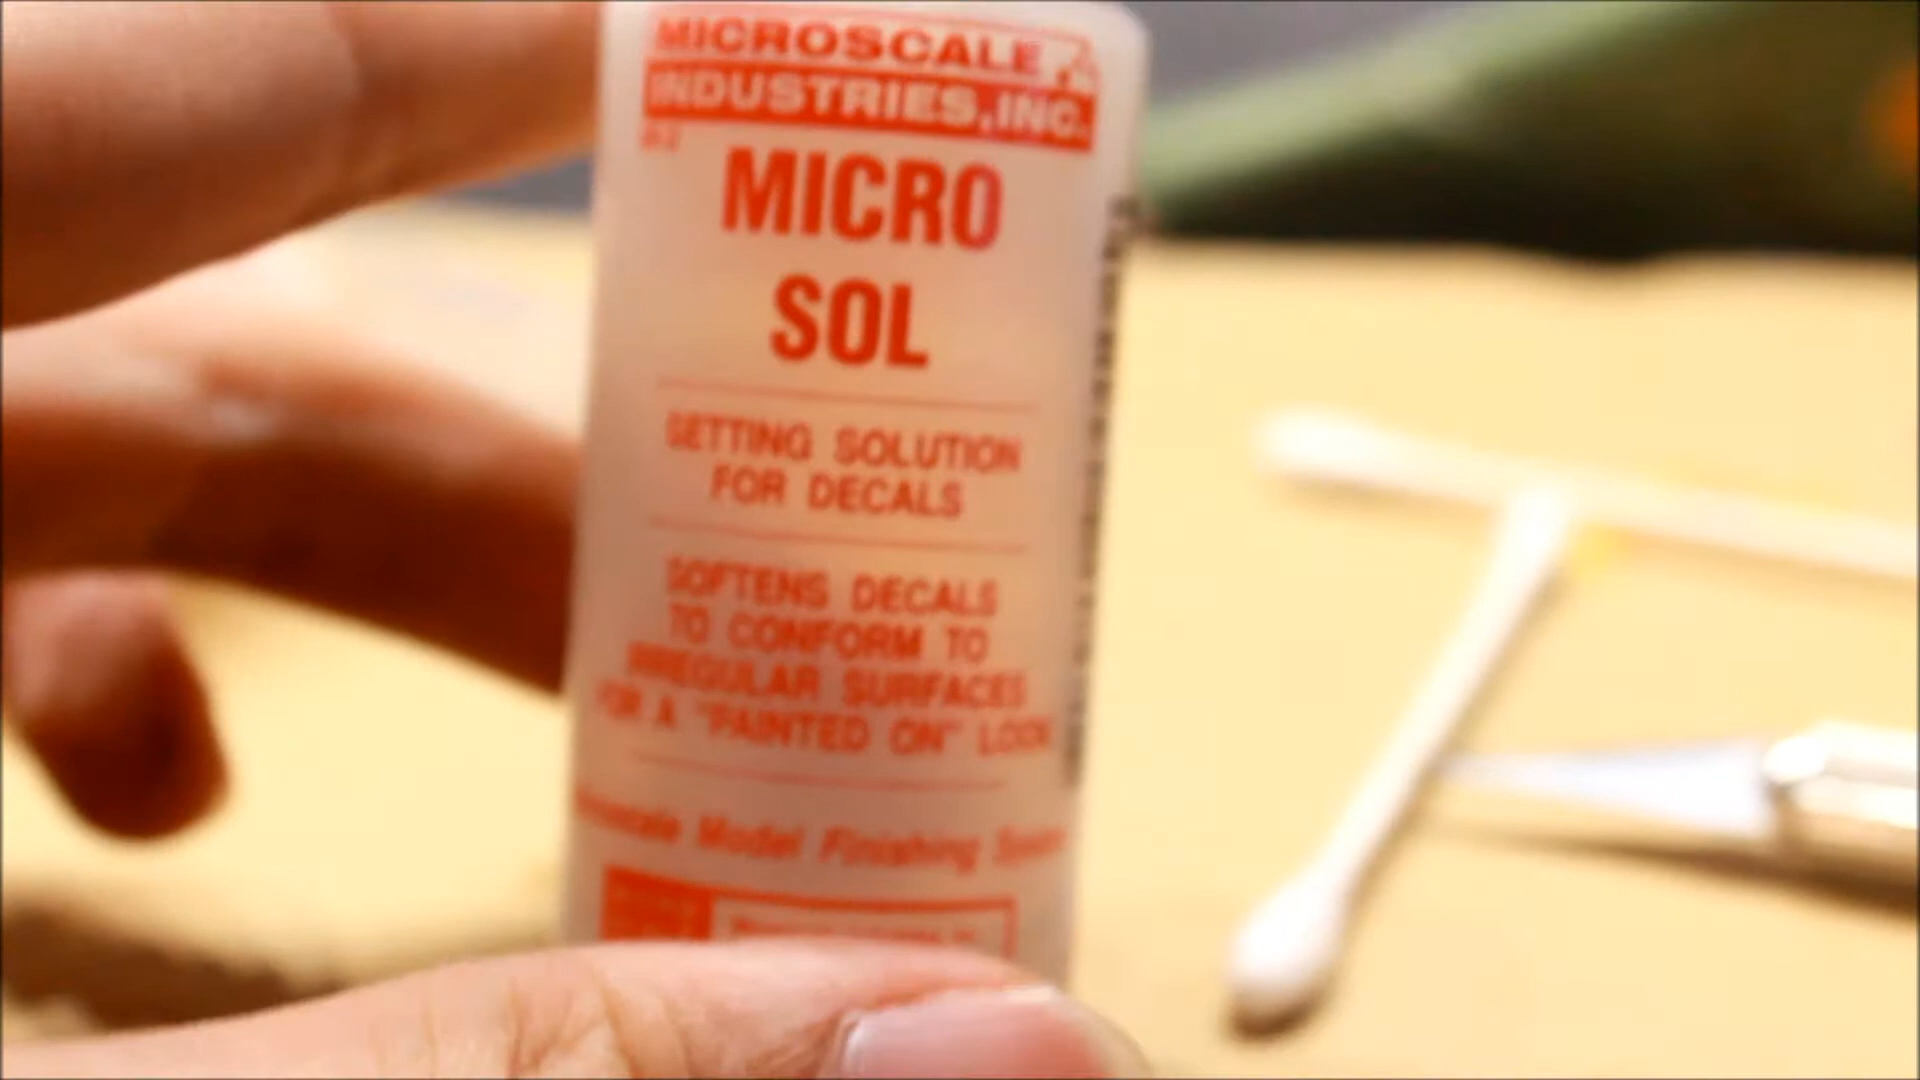 MICROSCALE
INDUSTRIES, INC.
MICRO
SOL
SETTING SOLUTION
FOR DECALS
SOFTENS DECALS
TO CONFORM TO
IRREGULAR SURFACES
FOR A "PAINTED ON" LOOK
Model Finishing